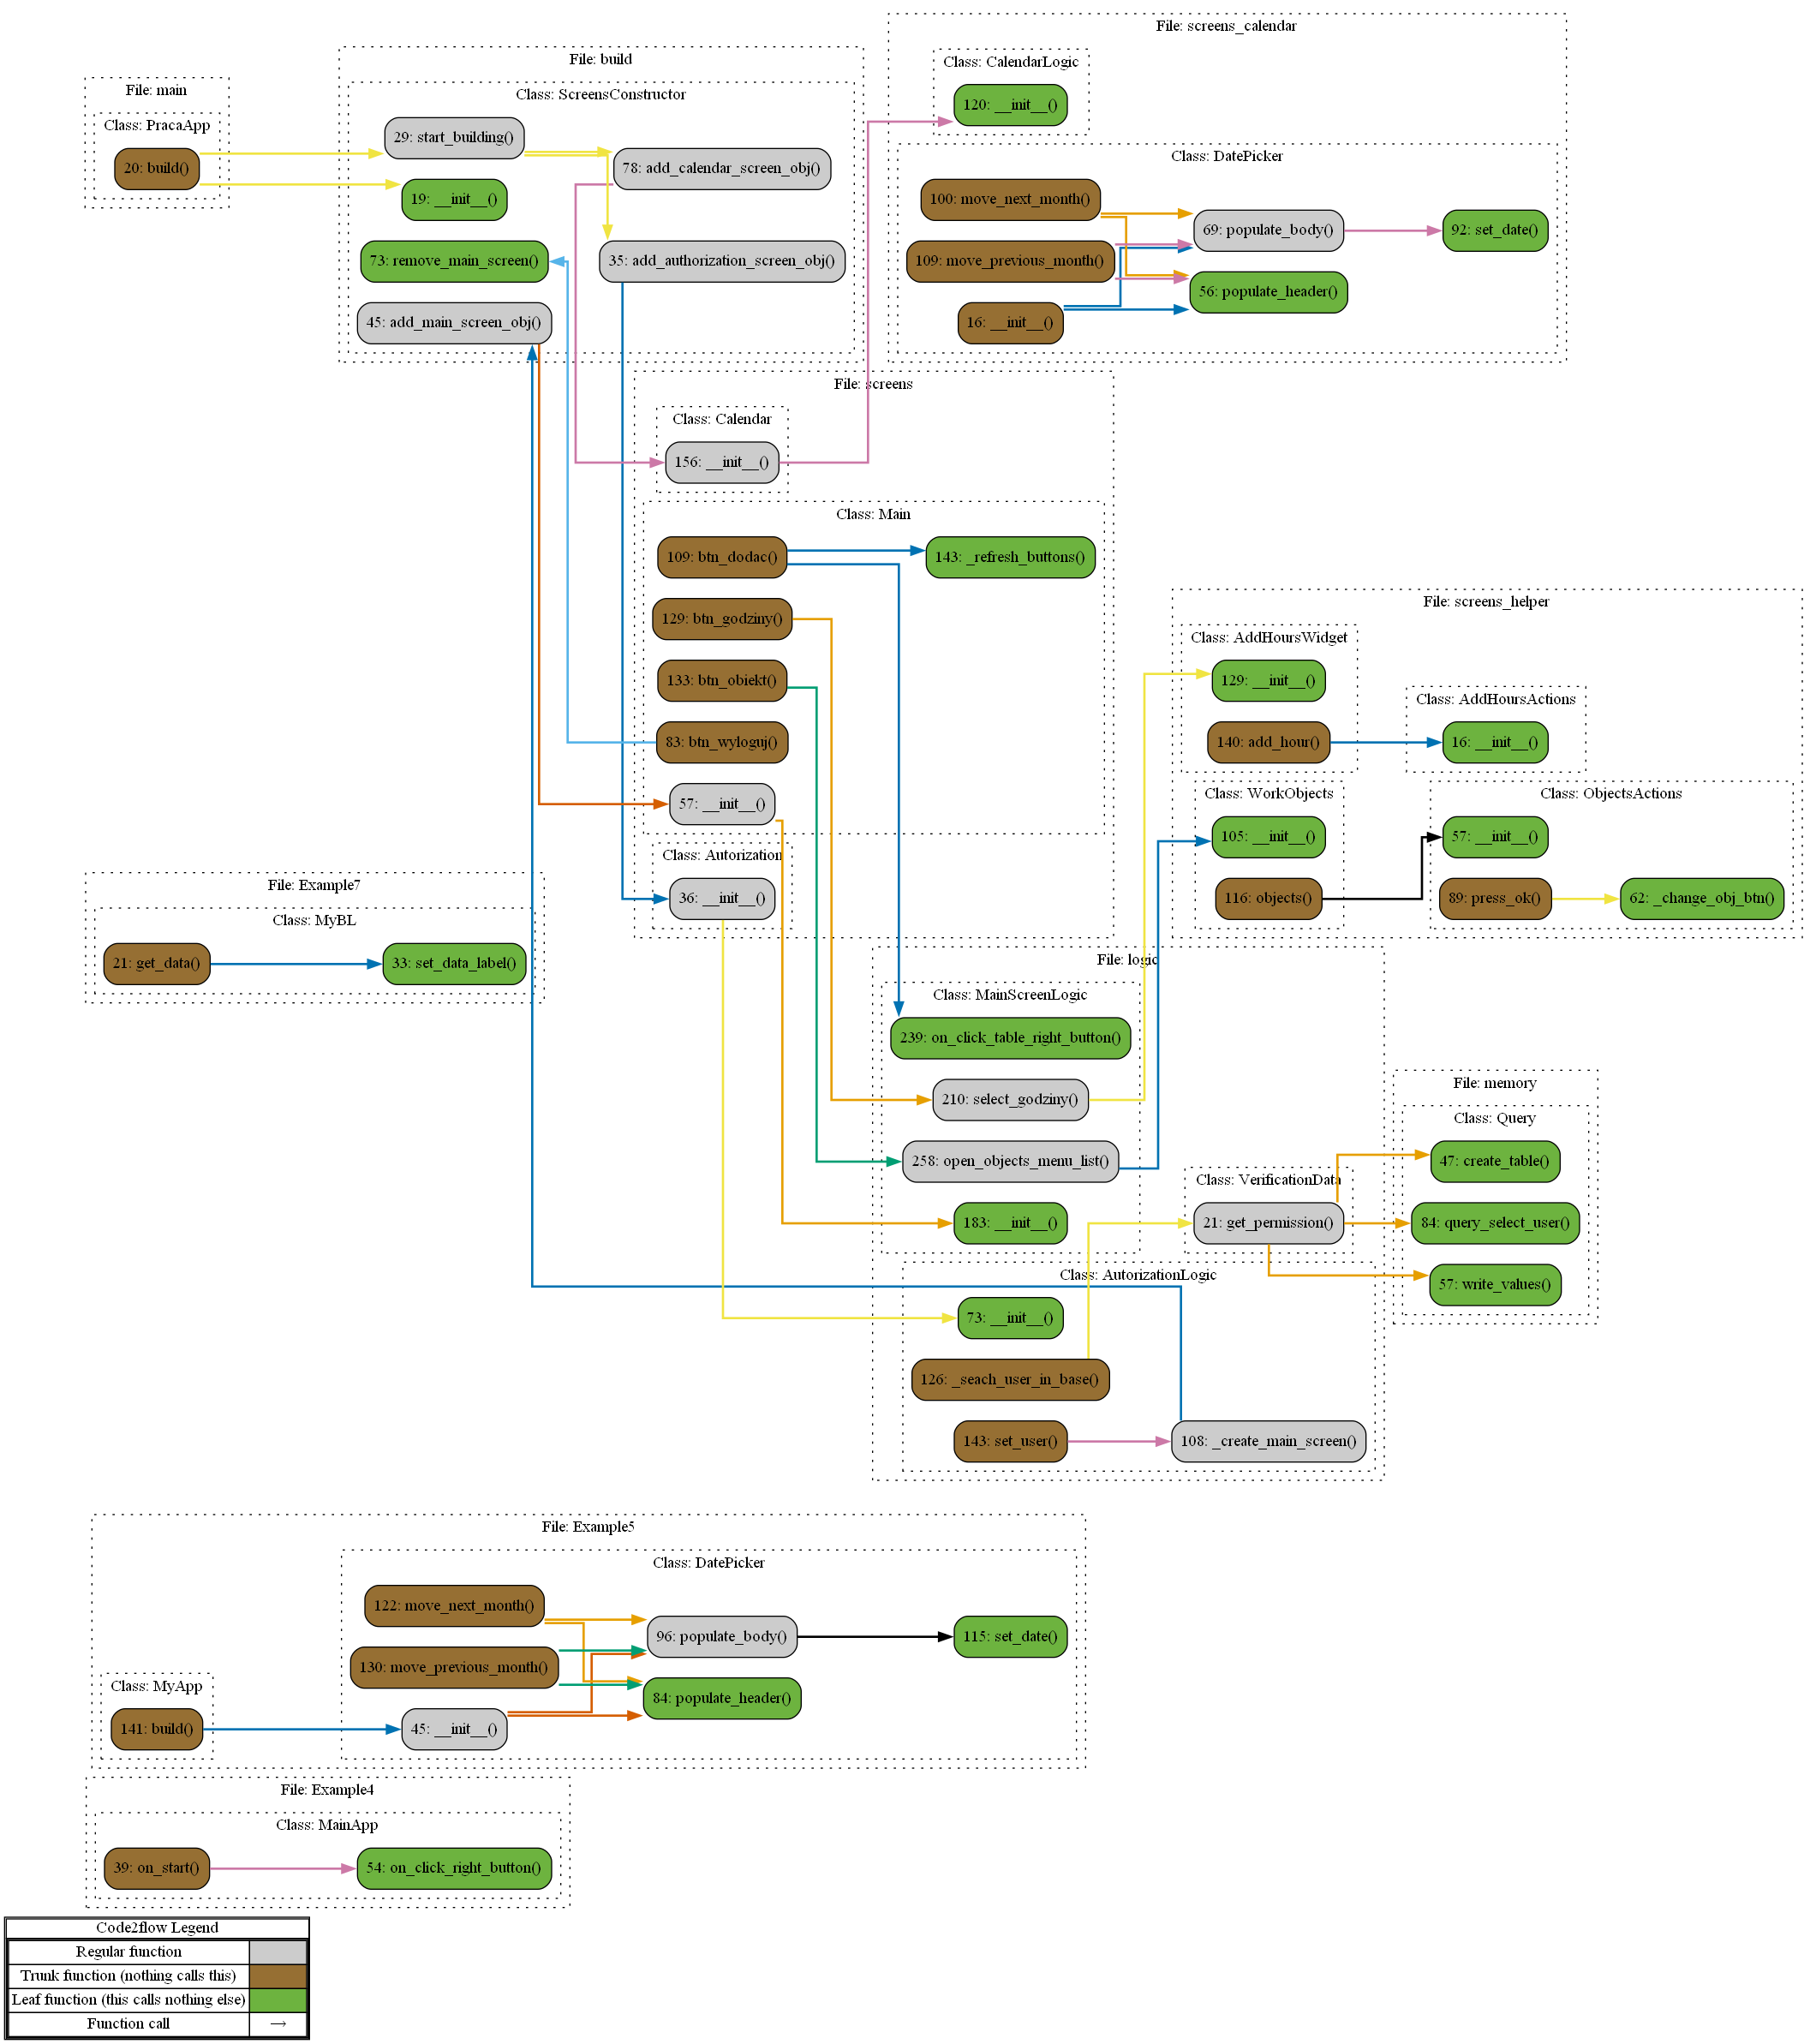 File: main
Class: PracaApp
20: build()
File: build
Class: ScreensConstructor
29: start_building()
78: add_calendar_screen_obj()
19: __init__()
73: remove_main_screen()
35: add_authorization_screen_obj()
45: add_main_screen_obj()
File: screens_calendar
Class: CalendarLogic
120: __init__()
Class: DatePicker
100: move_next_month()
69: populate_body()
92: set_date()
109: move_previous_month()
56: populate_header()
16: __init__()
File: screens
Class: Calendar
156: __init__()
Class: Main
109: btn_dodac()
143: _refresh_buttons()
129: btn_godziny()
133: btn_obiekt()
83: btn_wyloguj()
57: __init__()
Class: Autorization
36: __init__()
File: screens_helper
Class: AddHoursWidget
129: __init__()
140: add_hour()
Class: AddHoursActions
16: __init__()
Class: WorkObjects
105: __init__()
116: objects()
Class: ObjectsActions
57: __init__()
89: press_ok()
62: _change_obj_btn()
File: Example7
Class: MyBL
21: get_data()
33: set_data_label()
File: logic
Class: MainScreenLogic
239: on_click_table_right_button()
210: select_godziny()
258: open_objects_menu_list()
183: __init__()
Class: VerificationData
21: get_permission()
Class: AutorizationLogic
73: __init__()
126: _seach_user_in_base()
143: set_user()
108: _create_main_screen()
File: memory
Class: Query
47: create_table()
84: query_select_user()
57: write_values()
File: Example5
Class: DatePicker
122: move_next_month()
96: populate_body()
115: set_date()
130: move_previous_month()
84: populate_header()
45: __init__()
Class: MyApp
141: build()
File: Example4
Class: MainApp
39: on_start()
54: on_click_right_button()
Code2flow Legend
Regular function
Trunk function (nothing calls this)
Leaf function (this calls nothing else)
Function call →